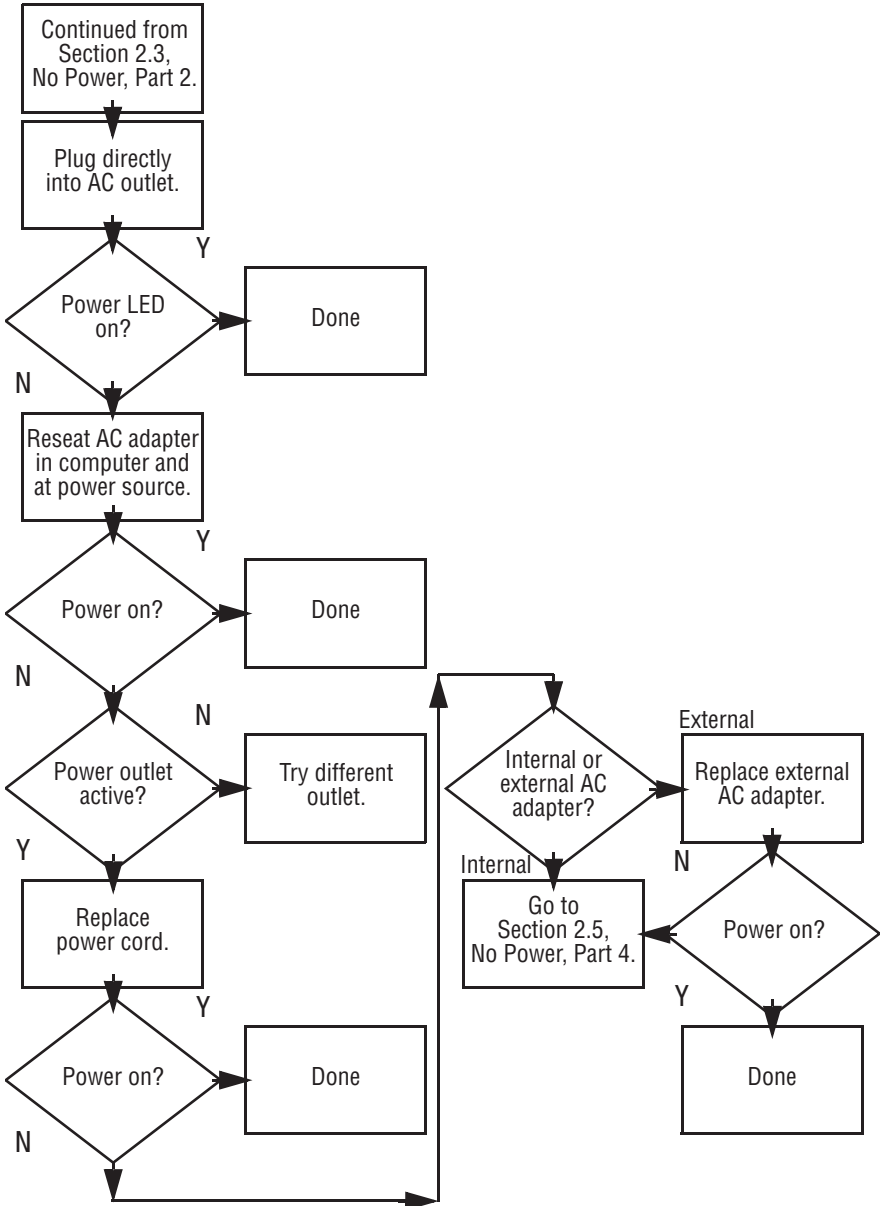 Continued from
Section 2.3,
No Power, Part 2.
Plug directly
into AC outlet.
Y
Power LED
on?
Done
N
Reseat AC adapter
in computer and
at power source.
Y
Power on?
Done
N
N
Power outlet
active?
Try different
outlet.
Y
Replace
power cord.
Y
Power on?
Done
N
Internal or
external AC
adapter?
External
Replace external
AC adapter.
Internal
Go to
Section 2.5,
No Power, Part 4.
N
Power on?
Y
Done